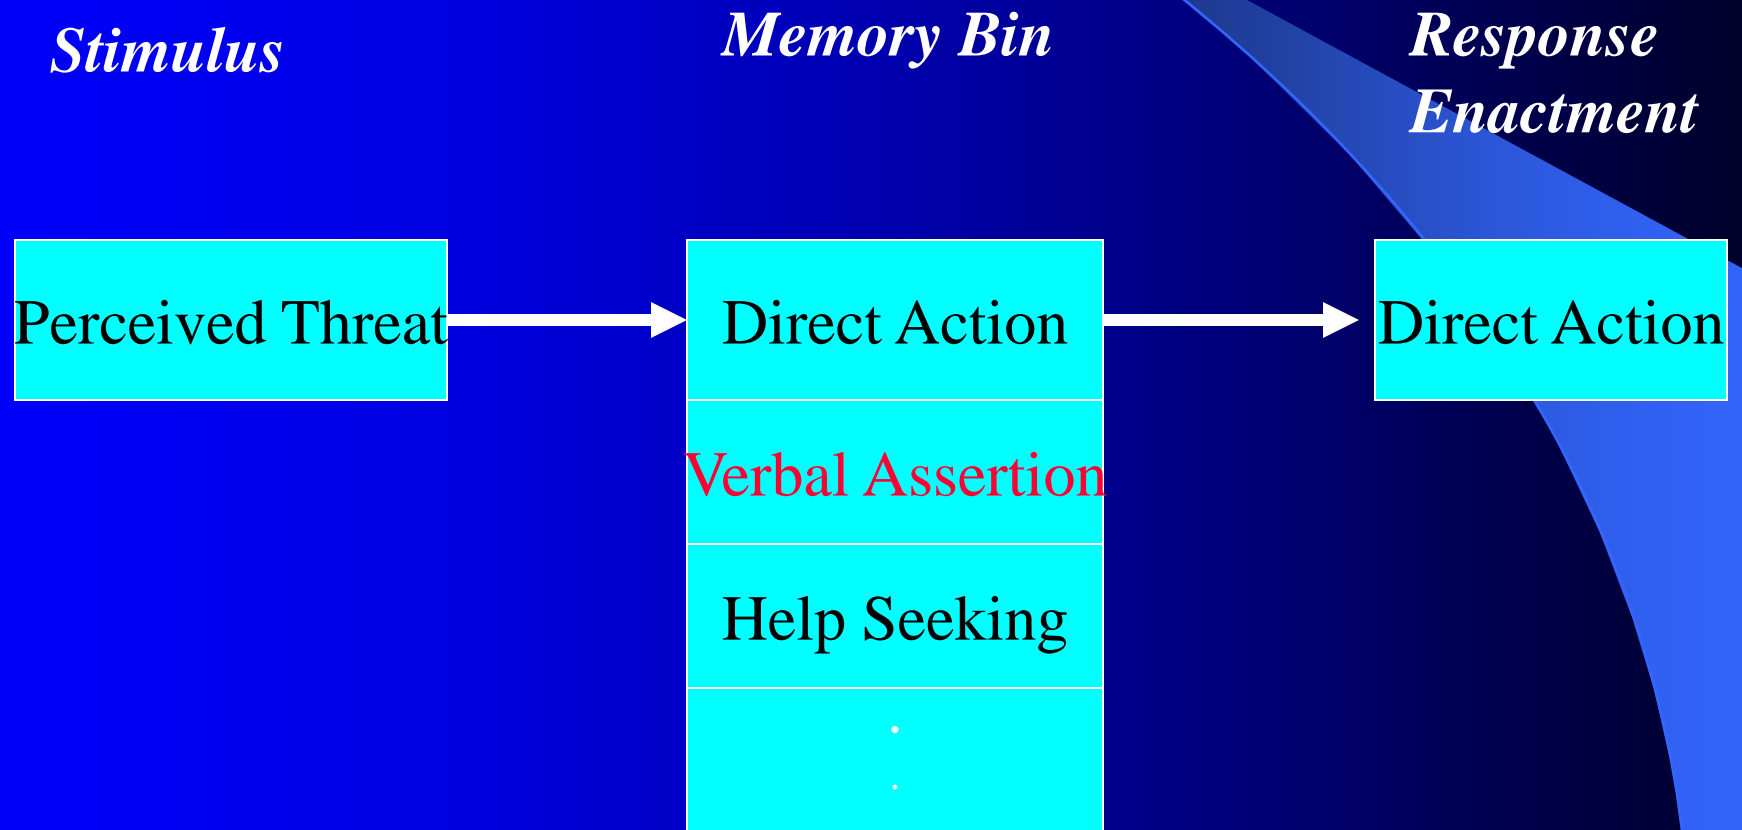 Stimulus
Memory Bin
Response
Enactment
Perceived Threat
Direct Action
Direct Action
Verbal Assertion
Help Seeking
.
.